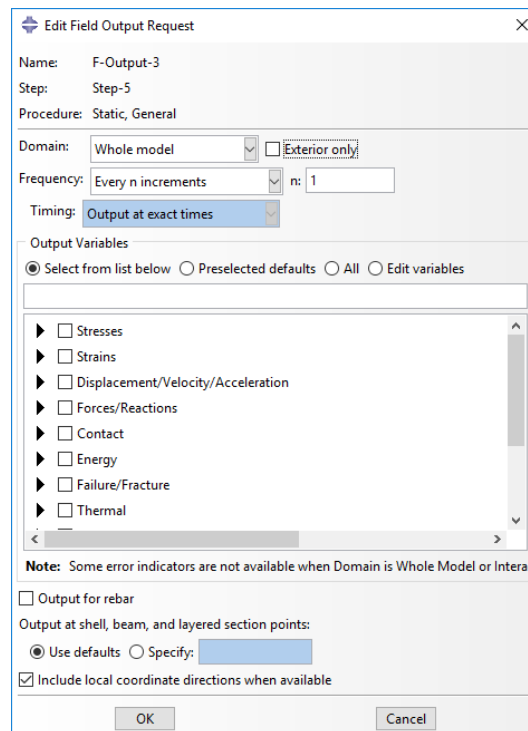 Edit Field Output Request
Name: F-Output-3
Step: Step-5
Procedure: Static, General
Domain: Whole model Exterior only
Frequency: Every n increments n: 1
Timing: Output at exact times
Output Variables
Select from list below Preselected defaults All Edit variables
Stresses
Strains
Displacement/Velocity/Acceleration
Forces/Reactions
Contact
Energy
Failure/Fracture
Thermal
Note: Some error indicators are not available when Domain is Whole Model or Intera
Output for rebar
Output at shell, beam, and layered section points:
Use defaults Specify:
Include local coordinate directions when available
OK Cancel